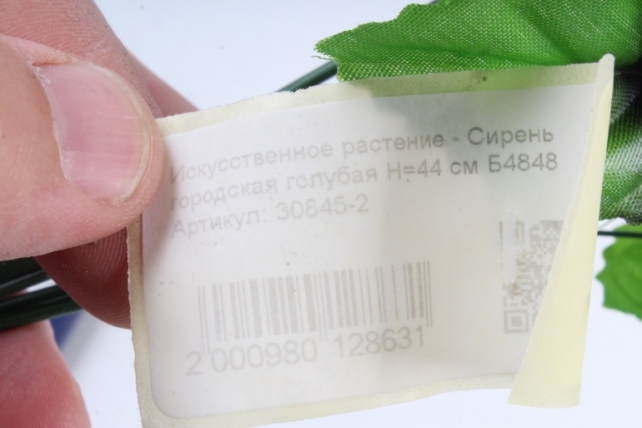 Искусственное растение - Сирень
городская голубая H=44 см Б4848
Артикул: 30845-2
2 000980 128631